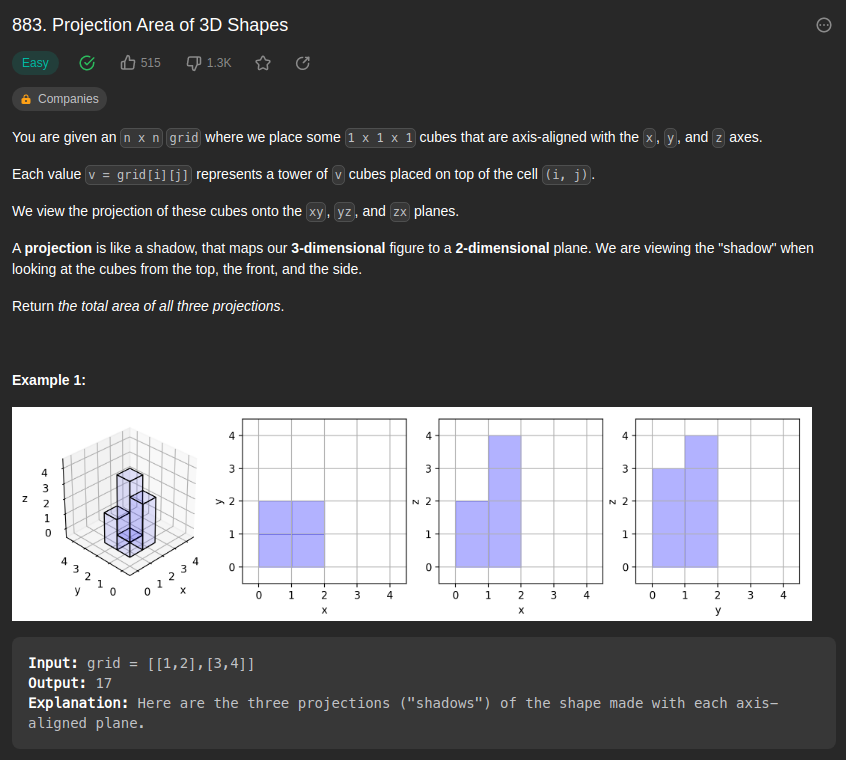 883. Projection Area of 3D Shapes
Easy 515 1.3K
Companies
You are given an n x n grid where we place some 1 x 1 x 1 cubes that are axis-aligned with the x, y, and z axes.
Each value v = grid[i][j] represents a tower of v cubes placed on top of the cell (i, j).
We view the projection of these cubes onto the xy, yz, and zx planes.
A projection is like a shadow, that maps our 3-dimensional figure to a 2-dimensional plane. We are viewing the "shadow" when
looking at the cubes from the top, the front, and the side.
Return the total area of all three projections.
Example 1:
z 4 3 2 1 0
4 3 2 1 0 y
0 1 2 3 4 x
4 3 2 1 0 y
0 1 2 3 4
x
4 3 2 1 0 z
0 1 2 3 4
x
4 3 2 1 0 z
0 1 2 3 4
y
Input: grid = [[1,2],[3,4]]
Output: 17
Explanation: Here are the three projections ("shadows") of the shape made with each axis-
aligned plane.